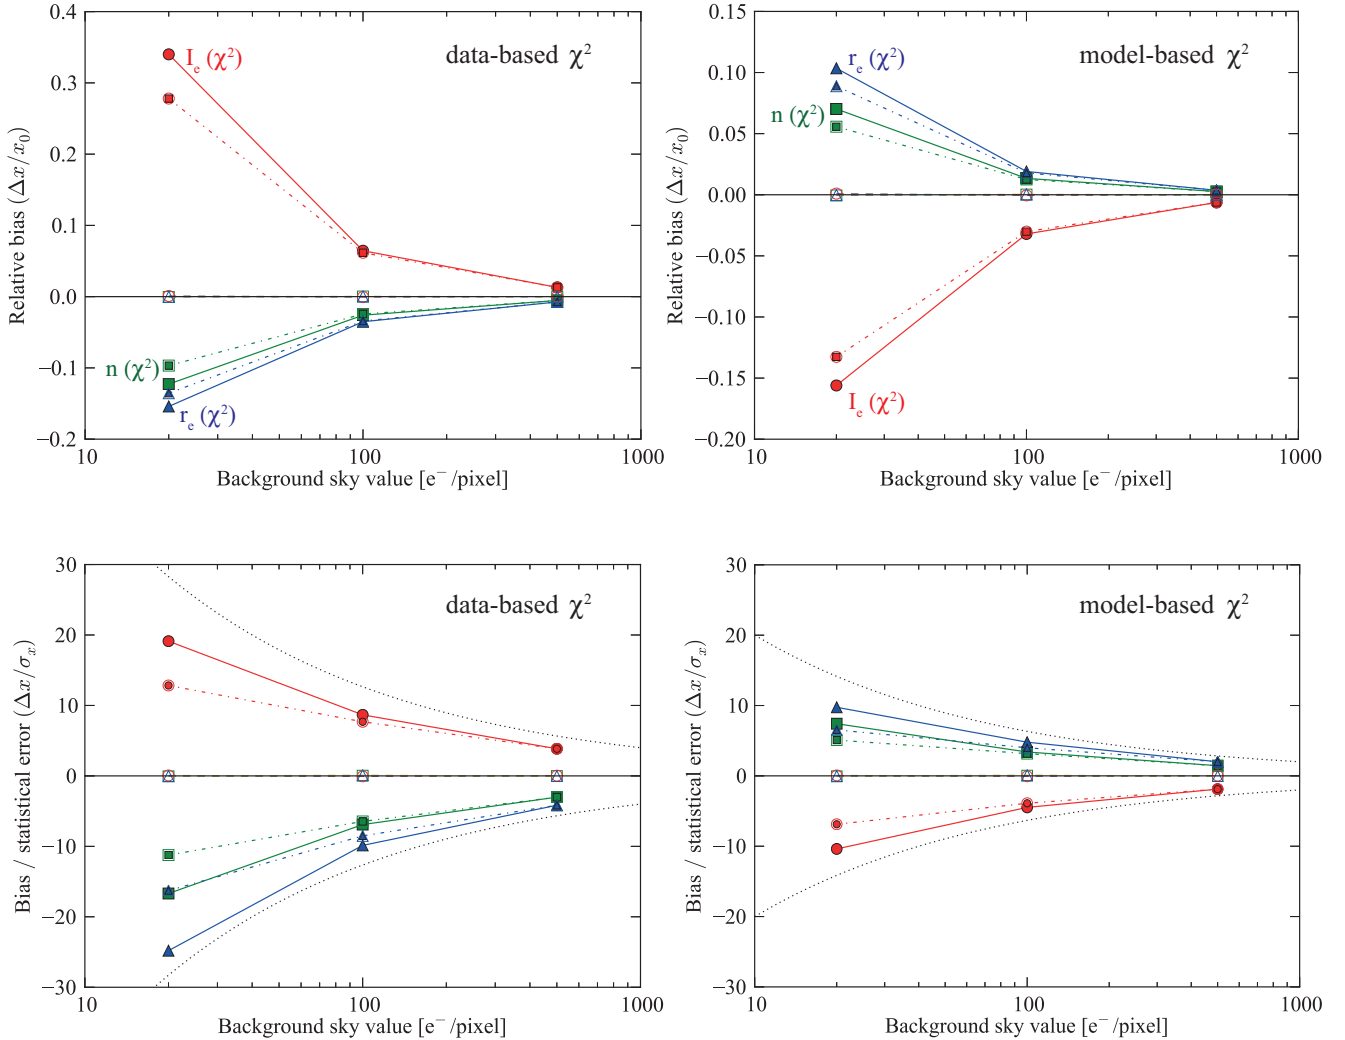 data-based χ²
Iₑ (χ²)
n (χ²)
rₑ (χ²)
0.4
0.3
0.2
0.1
0.0
−0.1
−0.2
10
100
1000
Relative bias (Δx/x₀)
Background sky value [e⁻/pixel]
model-based χ²
rₑ (χ²)
n (χ²)
Iₑ (χ²)
0.15
0.10
0.05
0.00
−0.05
−0.10
−0.15
−0.20
10
100
1000
Relative bias (Δx/x₀)
Background sky value [e⁻/pixel]
data-based χ²
30
20
10
0
−10
−20
−30
10
100
1000
Bias / statistical error (Δx/σₓ)
Background sky value [e⁻/pixel]
model-based χ²
30
20
10
0
−10
−20
−30
10
100
1000
Bias / statistical error (Δx/σₓ)
Background sky value [e⁻/pixel]